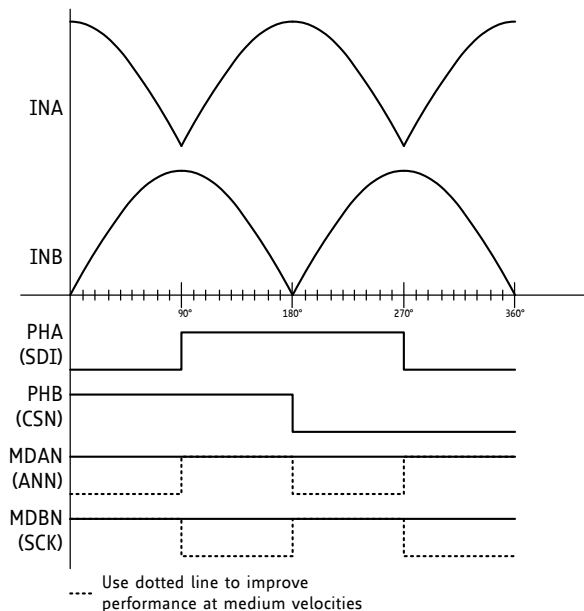 INA
INB
90°
180°
270°
360°
PHA
(SDI)
PHB
(CSN)
MDAN
(ANN)
MDBN
(SCK)
Use dotted line to improve
performance at medium velocities